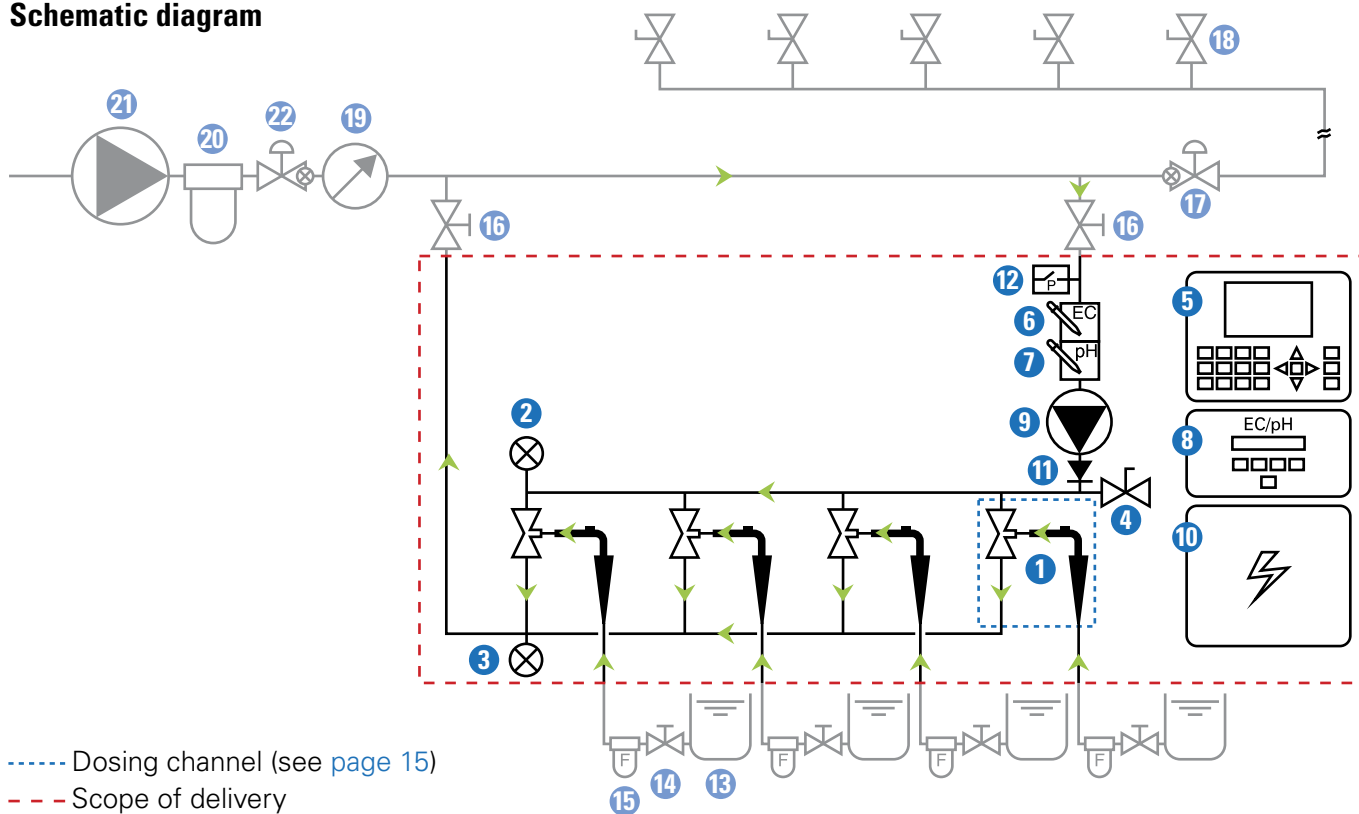 Schematic diagram
18
21
22
19
20
17
16
16
12
P
5
6
EC
7
pH
2
9
8
EC/pH
11
4
10
1
3
F
F
F
F
15
14
13
Dosing channel (see page 15)
Scope of delivery